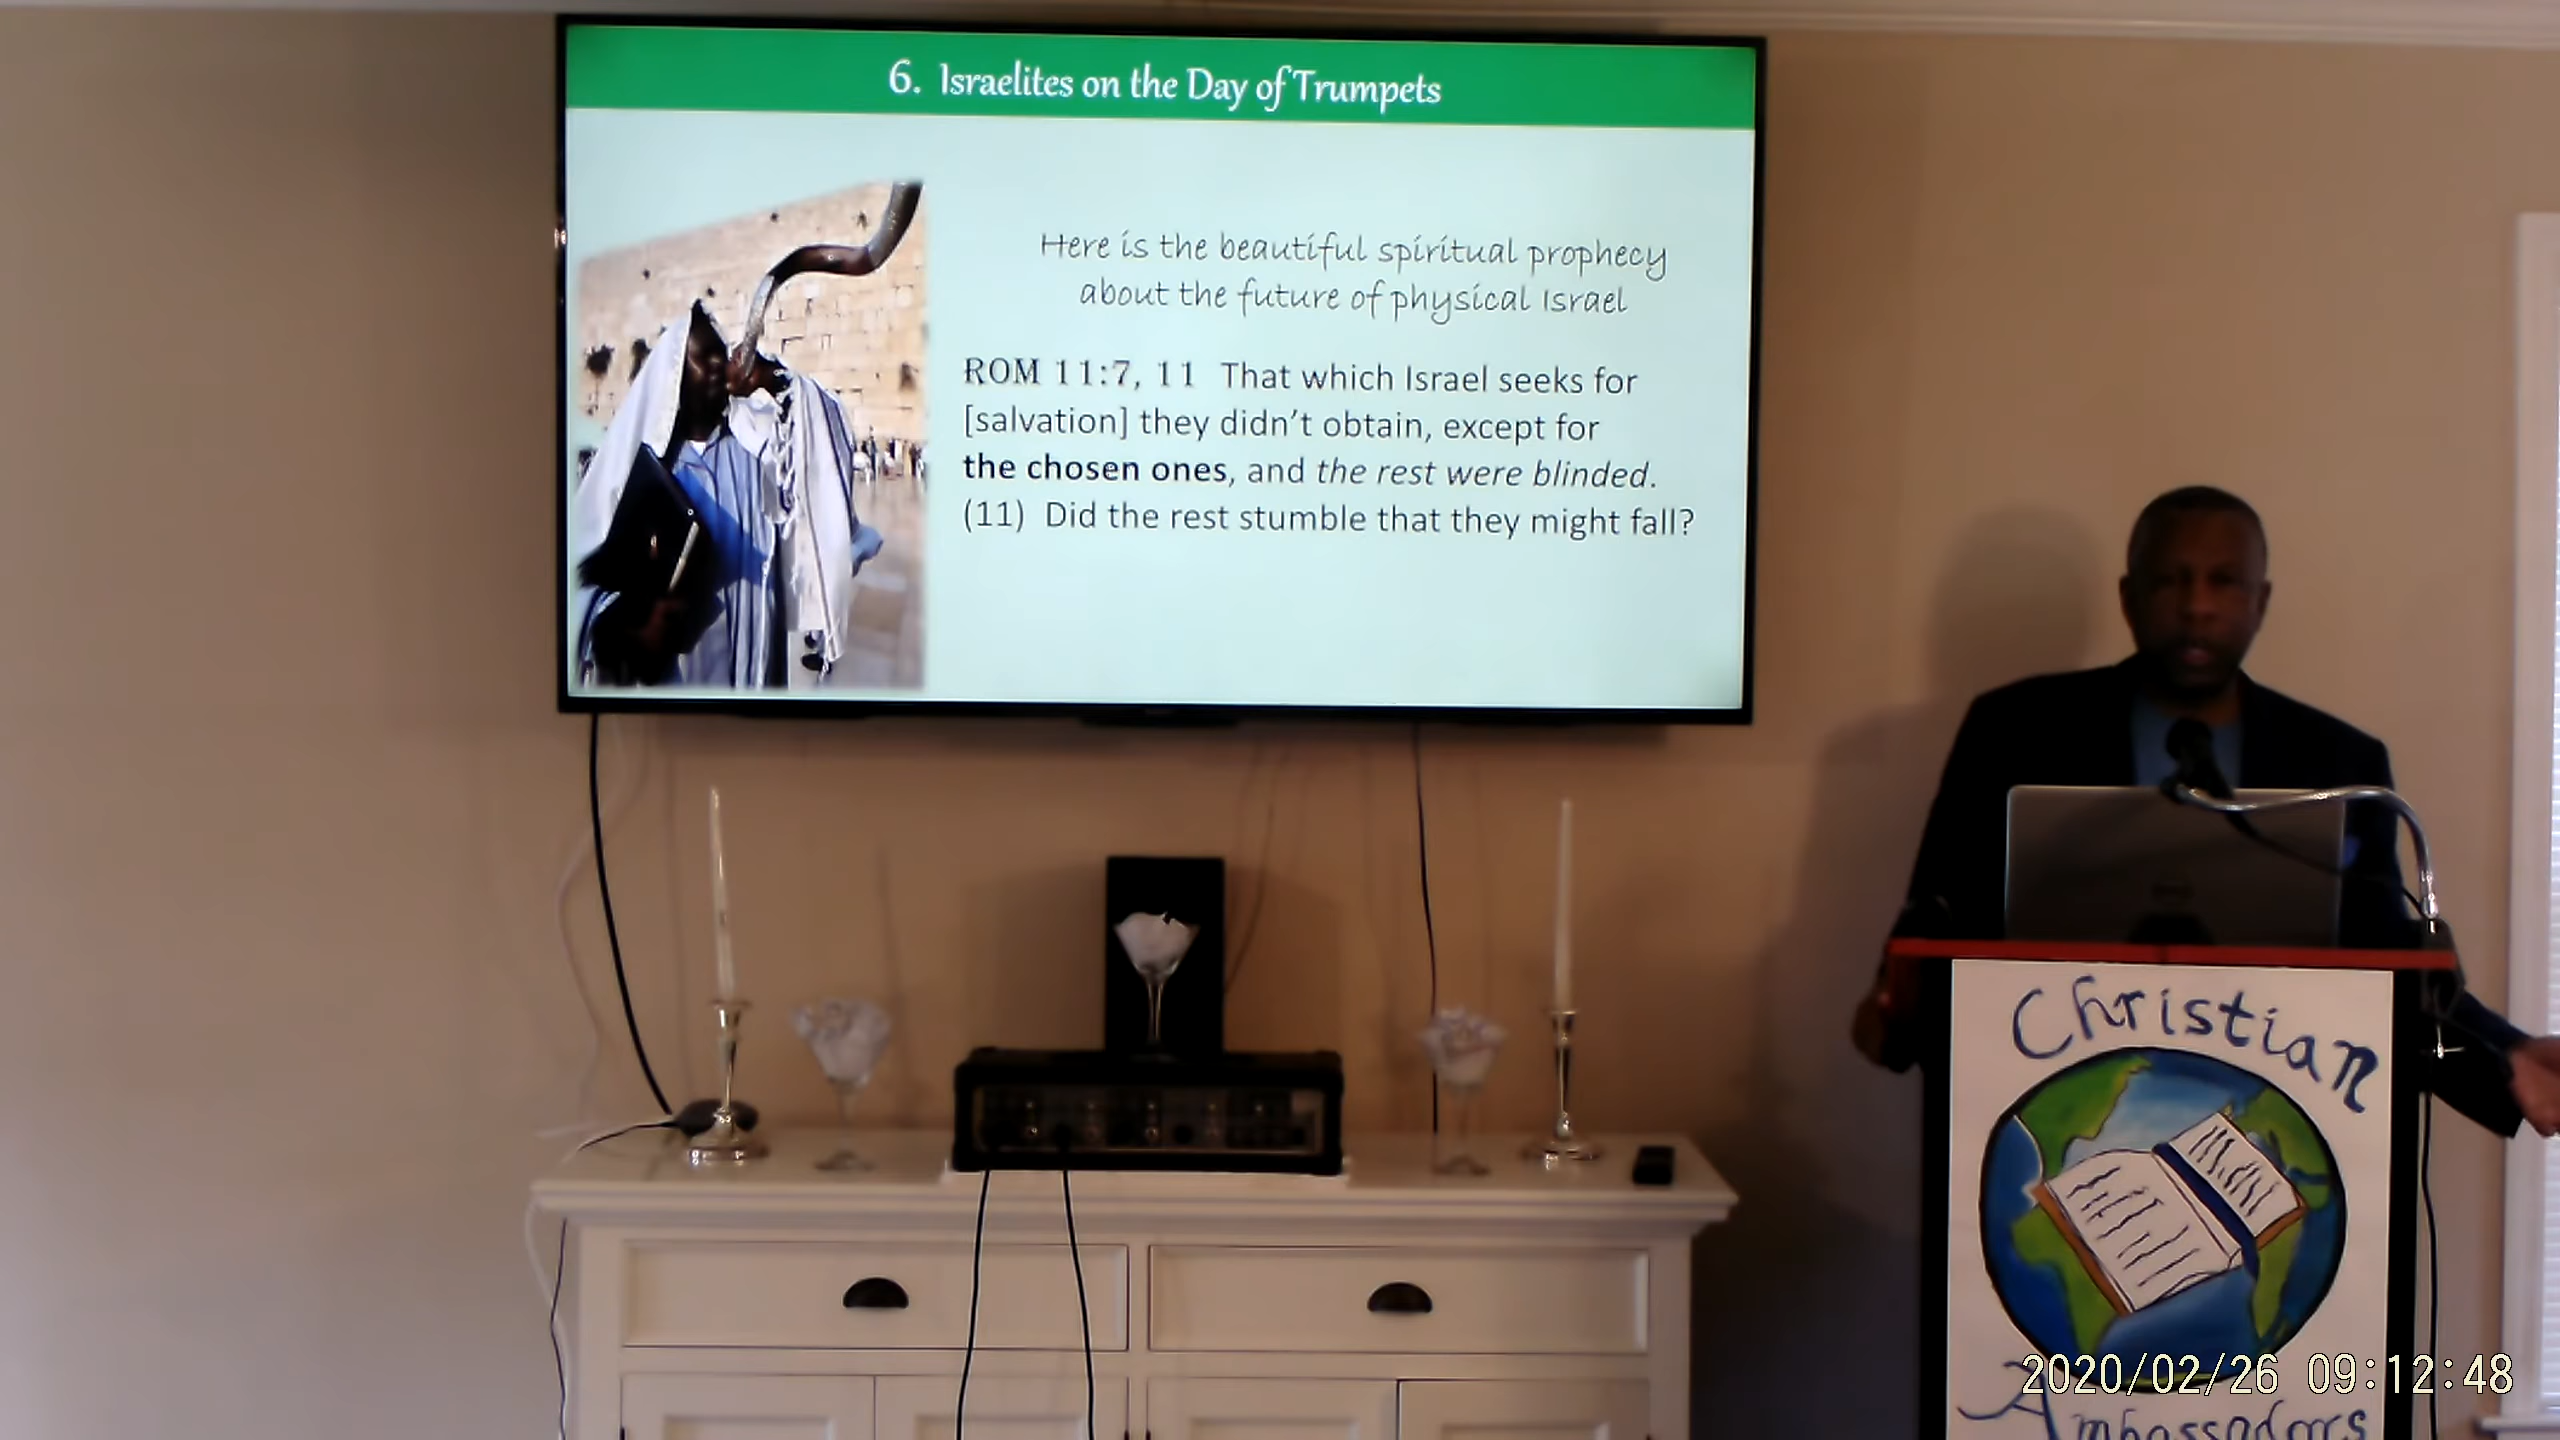 6. Israelites on the Day of Trumpets
Here is the beautiful spiritual prophecy
about the future of physical Israel
ROM 11:7, 11 That which Israel seeks for
[salvation] they didn't obtain, except for
the chosen ones, and the rest were blinded.
(11) Did the rest stumble that they might fall?
Christian
Ambassadors
2020/02/26 09:12:48